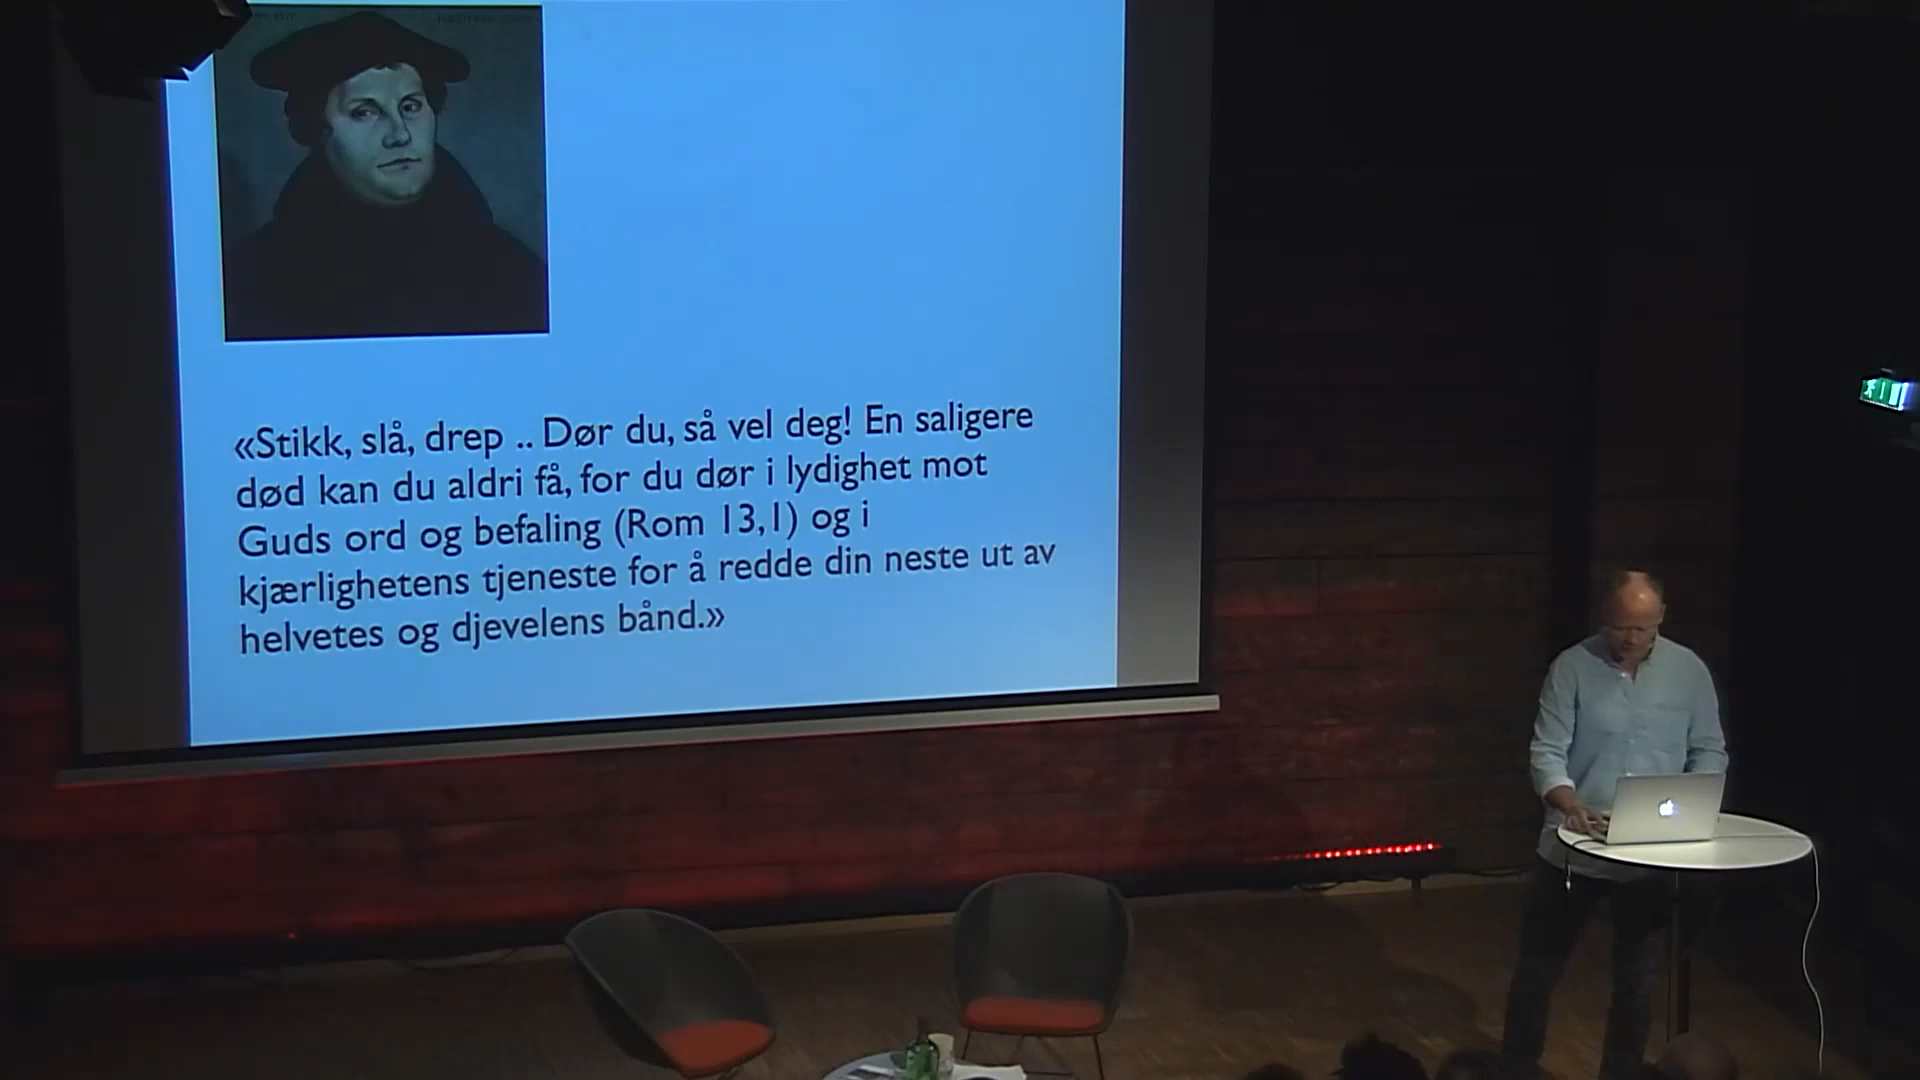 «Stikk, slå, drep .. Dør du, så vel deg! En saligere
død kan du aldri få, for du dør i lydighet mot
Guds ord og befaling (Rom 13,1) og i
kjærlighetens tjeneste for å redde din neste ut av
helvetes og djevelens bånd.»